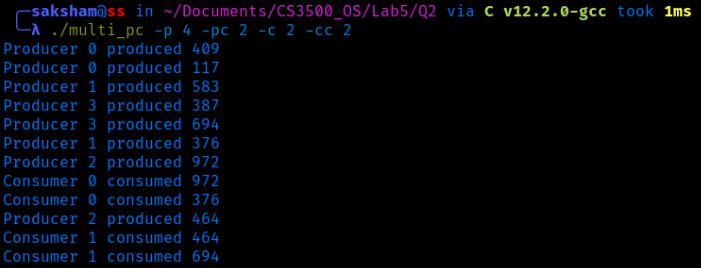 ╭─saksham@ss in ~/Documents/CS3500_OS/Lab5/Q2 via C v12.2.0-gcc took 1ms
╰─λ ./multi_pc -p 4 -pc 2 -c 2 -cc 2
Producer 0 produced 409
Producer 0 produced 117
Producer 1 produced 583
Producer 3 produced 387
Producer 3 produced 694
Producer 1 produced 376
Producer 2 produced 972
Consumer 0 consumed 972
Consumer 0 consumed 376
Producer 2 produced 464
Consumer 1 consumed 464
Consumer 1 consumed 694